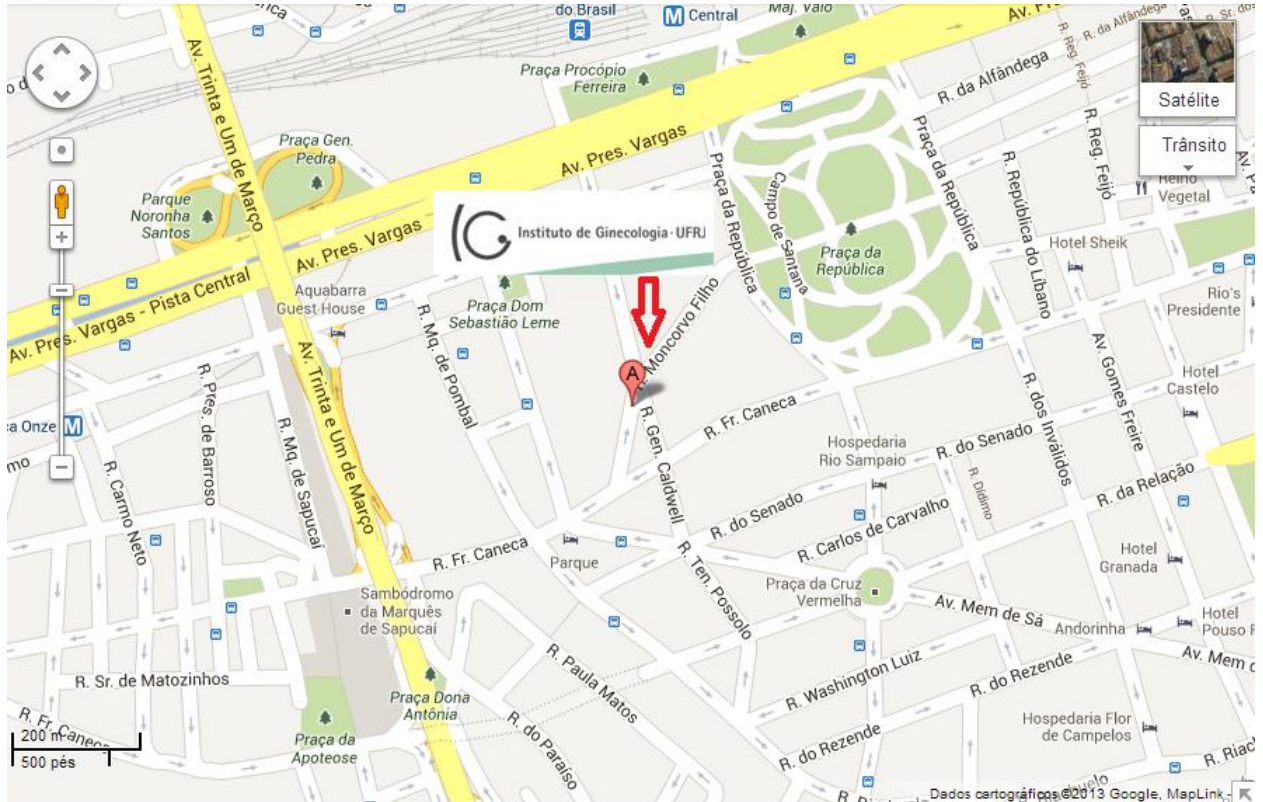 do Brasil
Central
Maj. Valo
Praça Procópio
Ferreira
R. da Alfândega
R. da Alfândega
R. Reg. Feijó
Satélite
Trânsito
Av. Trinta e Um de Março
Praça Gen.
Pedra
Av. Pres. Vargas
Praça da República
R. Reg. Feijó
Reino
Vegetal
Parque
Noronha
Santos
Av. Pres. Vargas
Instituto de Ginecologia - UFRJ
Praça da República
Campo de Santana
Praça da
República
R. República do Líbano
Hotel Sheik
Av. Pres. Vargas - Pista Central
Aquabarra
Guest House
Praça Dom
Sebastião Leme
R. Moncorvo Filho
Rio's
Presidente
R. Mq. de Pombal
A
Av. Gomes Freire
R. Pres. de Barroso
Av. Trinta e Um de Março
R. Fr. Caneca
R. dos Inválidos
Hotel
Castelo
a Onze
R. Mq. de Sapucaí
R. Gen. Caldwell
Hospedaria
Rio Sampaio
R. do Senado
R. Carmo Neto
R. Dídimo
R. da Relação
R. do Senado
R. Carlos de Carvalho
R. Fr. Caneca
Parque
R. Ten. Possolo
Praça da Cruz
Vermelha
Hotel
Granada
Sambódromo
da Marquês
de Sapucaí
Av. Mem de Sá
Andorinha
Hotel
Pouso
R. Sr. de Matozinhos
R. Paula Matos
R. Washington Luiz
R. do Rezende
Av. Mem
Praça Dona
Antônia
R. Fr. Caneca
200 m
500 pés
Praça da
Apoteose
R. do Paraíso
R. do Rezende
Hospedaria Flor
de Campelos
Dados cartográficos ©2013 Google, MapLink -